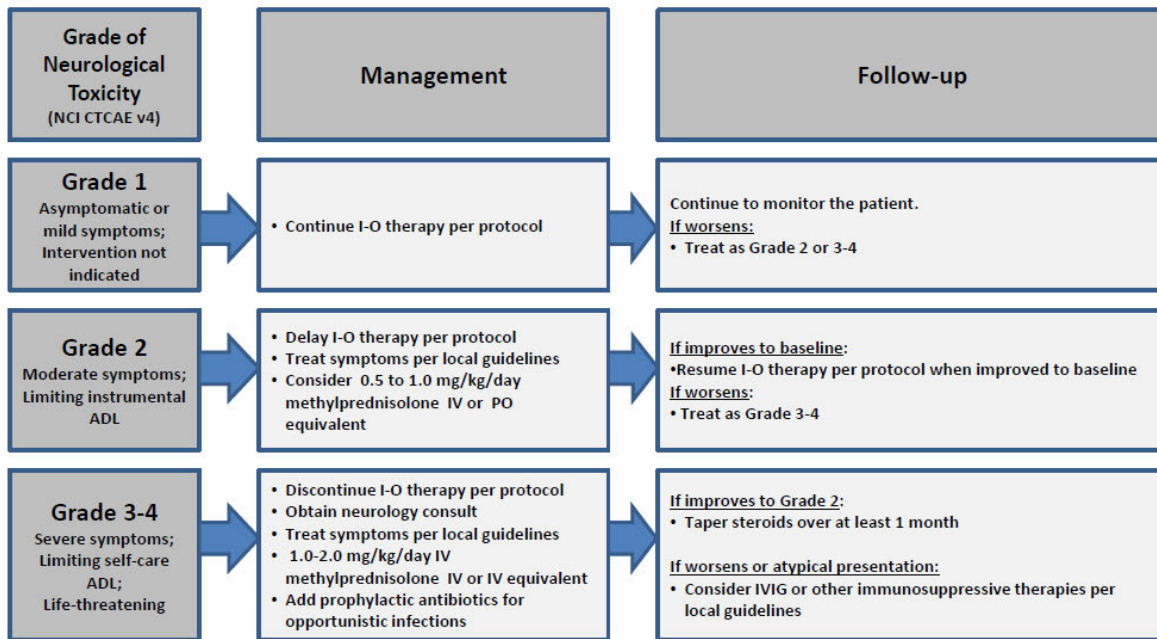 Grade of
Neurological
Toxicity
(NCI CTCAE v4)
Management
Follow-up
Grade 1
Asymptomatic or
mild symptoms;
Intervention not
indicated
• Continue I-O therapy per protocol
Continue to monitor the patient.
If worsens:
• Treat as Grade 2 or 3-4
Grade 2
Moderate symptoms;
Limiting instrumental
ADL
• Delay I-O therapy per protocol
• Treat symptoms per local guidelines
• Consider 0.5 to 1.0 mg/kg/day
methylprednisolone IV or PO
equivalent
If improves to baseline:
•Resume I-O therapy per protocol when improved to baseline
If worsens:
• Treat as Grade 3-4
Grade 3-4
Severe symptoms;
Limiting self-care
ADL;
Life-threatening
• Discontinue I-O therapy per protocol
• Obtain neurology consult
• Treat symptoms per local guidelines
• 1.0-2.0 mg/kg/day IV
methylprednisolone IV or IV equivalent
• Add prophylactic antibiotics for
opportunistic infections
If improves to Grade 2:
• Taper steroids over at least 1 month
If worsens or atypical presentation:
• Consider IVIG or other immunosuppressive therapies per
local guidelines